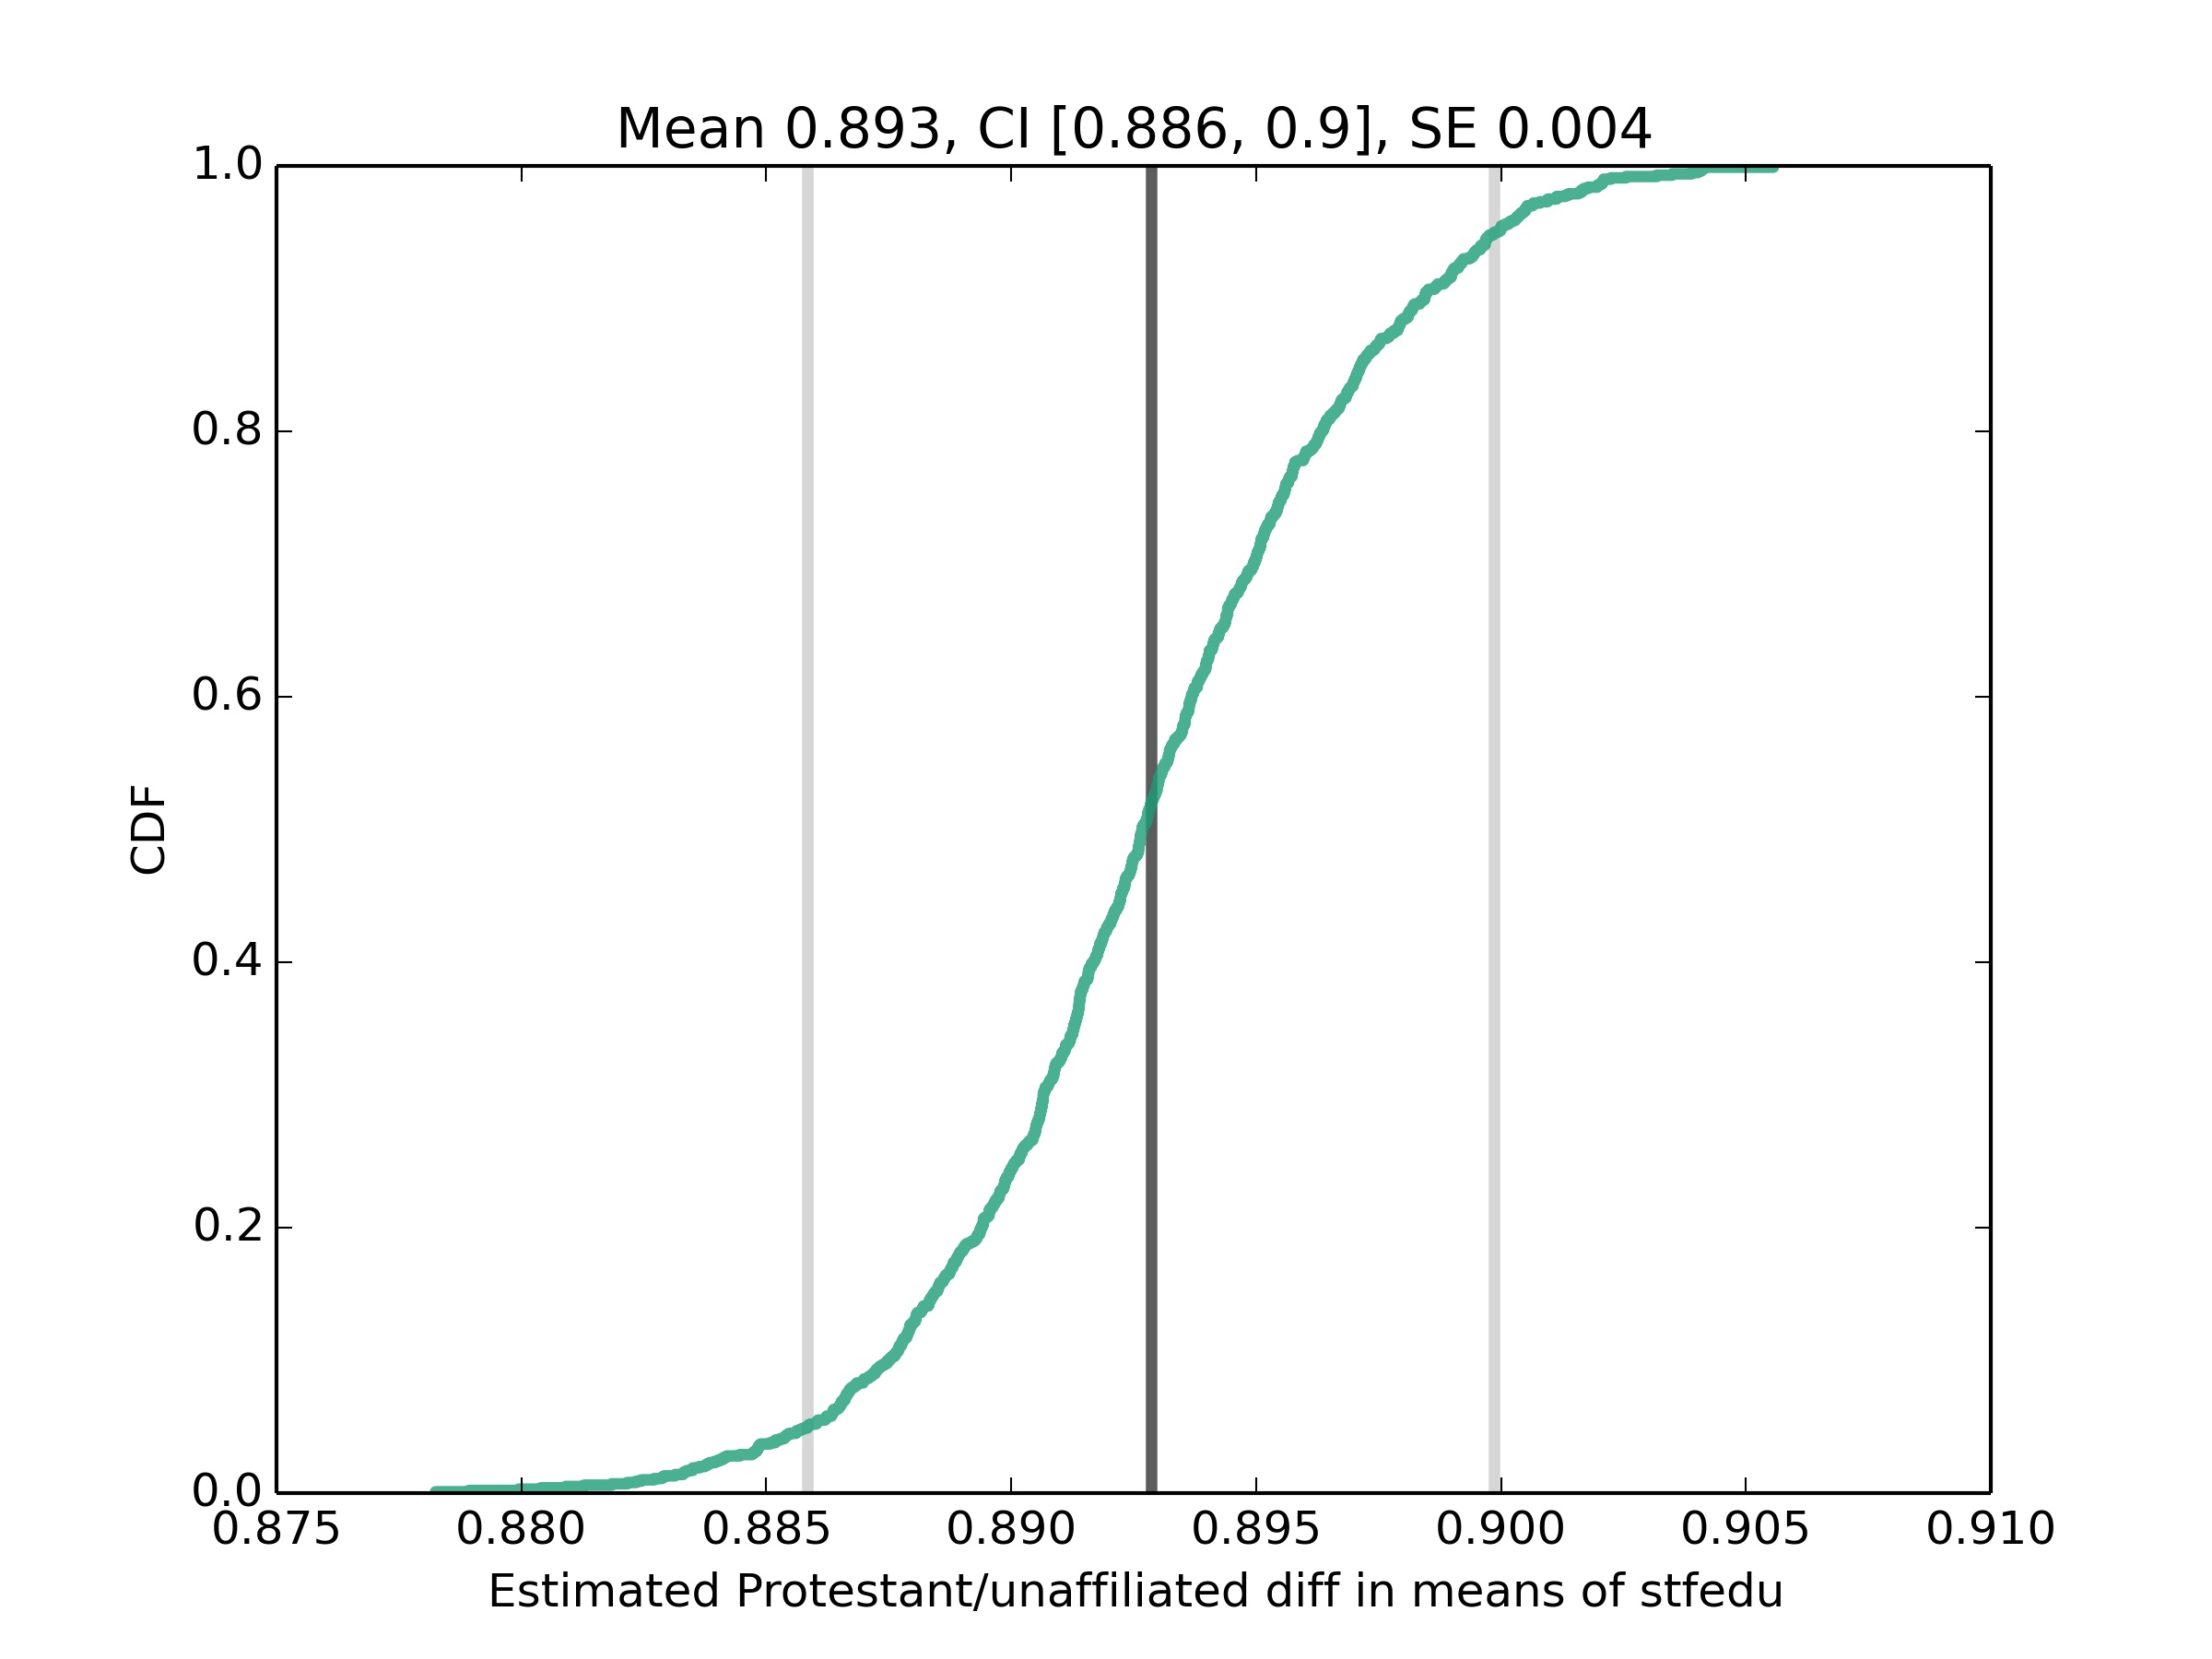 Mean 0.893, CI [0.886, 0.9], SE 0.004
1.0
0.8
0.6
0.4
0.2
0.0
CDF
0.875 0.880 0.885 0.890 0.895 0.900 0.905 0.910
Estimated Protestant/unaffiliated diff in means of stfedu